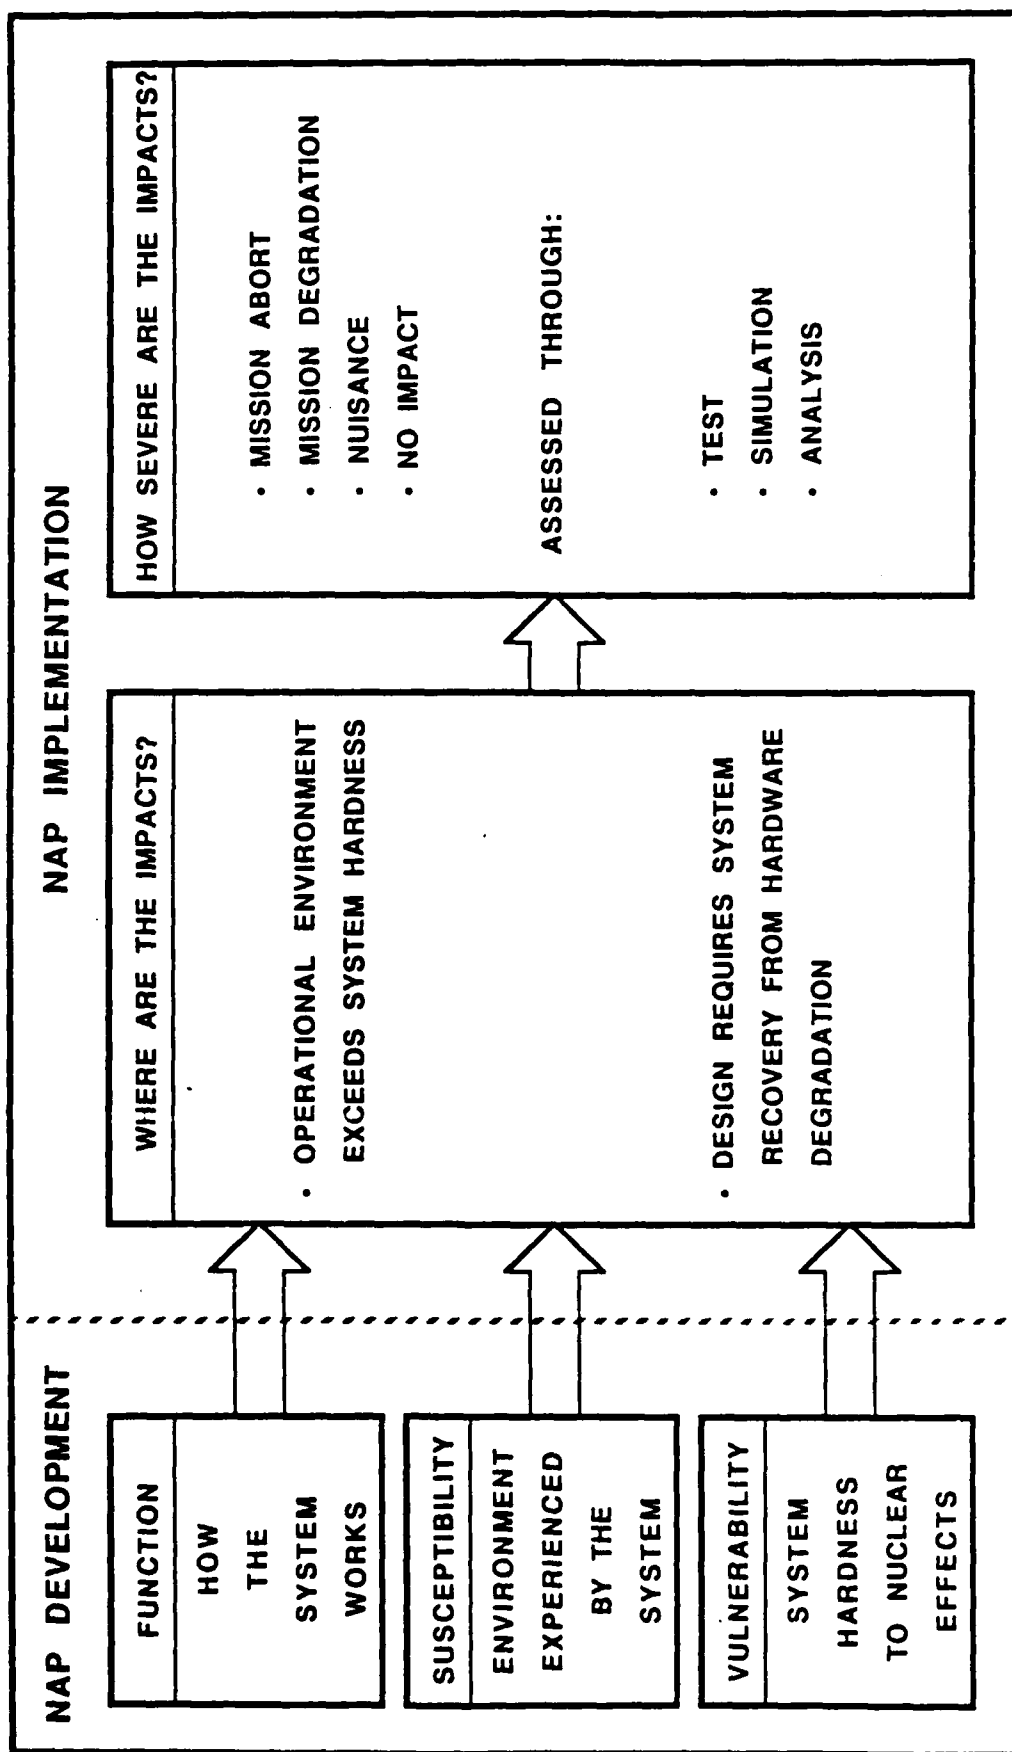 NAP DEVELOPMENT
FUNCTION
HOW
THE
SYSTEM
WORKS
SUSCEPTIBILITY
ENVIRONMENT
EXPERIENCED
BY THE
SYSTEM
VULNERABILITY
SYSTEM
HARDNESS
TO NUCLEAR
EFFECTS
NAP IMPLEMENTATION
WHERE ARE THE IMPACTS?
• OPERATIONAL ENVIRONMENT
EXCEEDS SYSTEM HARDNESS
• DESIGN REQUIRES SYSTEM
RECOVERY FROM HARDWARE
DEGRADATION
HOW SEVERE ARE THE IMPACTS?
• MISSION ABORT
• MISSION DEGRADATION
• NUISANCE
• NO IMPACT
ASSESSED THROUGH:
• TEST
• SIMULATION
• ANALYSIS